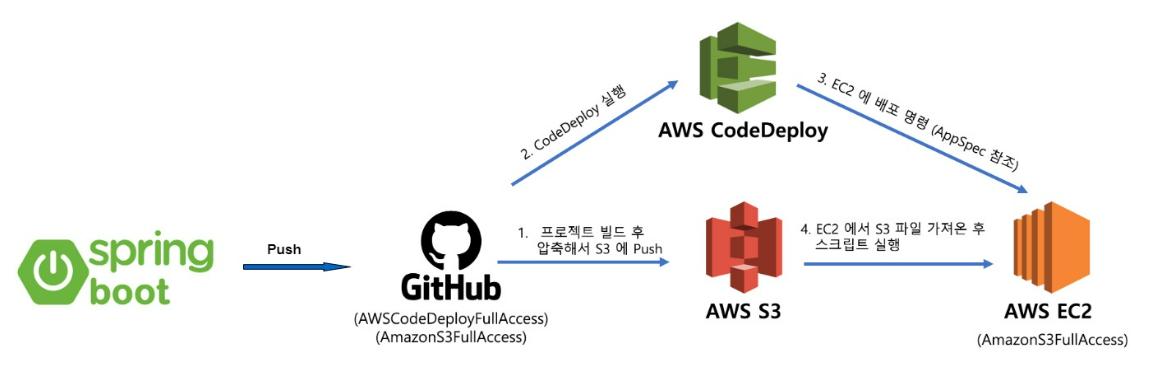 spring
boot
Push
GitHub
(AWSCodeDeployFullAccess)
(AmazonS3FullAccess)
2. CodeDeploy 실행
1. 프로젝트 빌드 후
압축해서 S3 에 Push
AWS CodeDeploy
3. EC2 에 배포 명령 (AppSpec 참조)
AWS S3
4. EC2 에서 S3 파일 가져온 후
스크립트 실행
AWS EC2
(AmazonS3FullAccess)